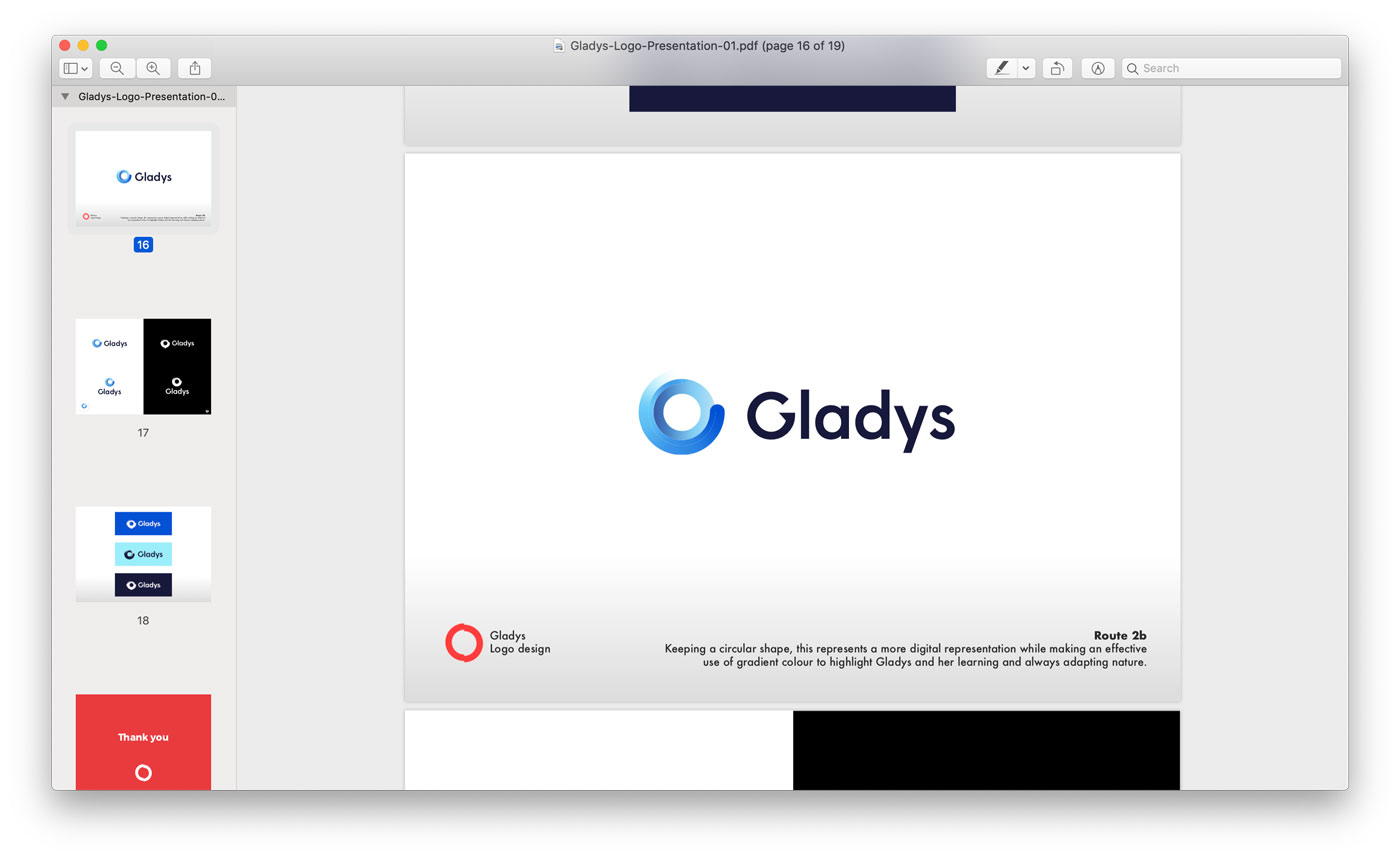 Gladys-Logo-Presentation-01.pdf (page 16 of 19)
Search
Gladys-Logo-Presentation-0...
Gladys
16
Gladys
Gladys
Gladys
Gladys
17
Gladys
Gladys
Gladys
18
Thank you
Gladys
Gladys
Logo design
Route 2b
Keeping a circular shape, this represents a more digital representation while making an effective
use of gradient colour to highlight Gladys and her learning and always adapting nature.